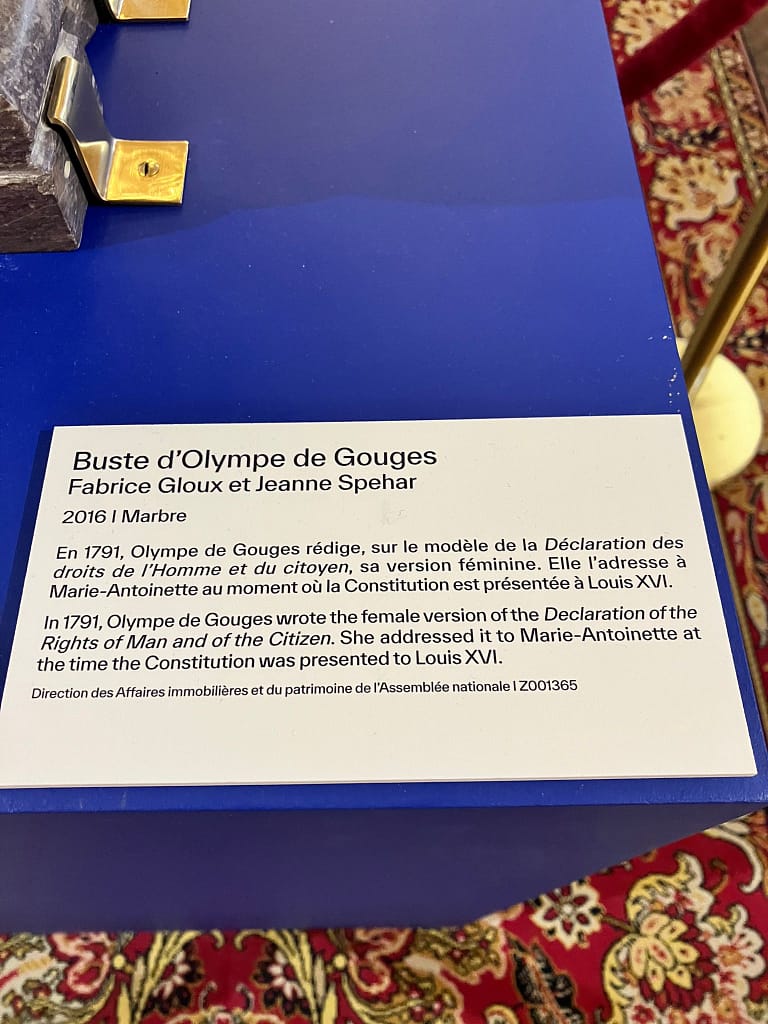 Buste d’Olympe de Gouges
Fabrice Gloux et Jeanne Spehar
2016 I Marbre
En 1791, Olympe de Gouges rédige, sur le modèle de la Déclaration des
droits de l’Homme et du citoyen, sa version féminine. Elle l’adresse à
Marie-Antoinette au moment où la Constitution est présentée à Louis XVI.
In 1791, Olympe de Gouges wrote the female version of the Declaration of the
Rights of Man and of the Citizen. She addressed it to Marie-Antoinette at
the time the Constitution was presented to Louis XVI.
Direction des Affaires immobilières et du patrimoine de l’Assemblée nationale I Z001365